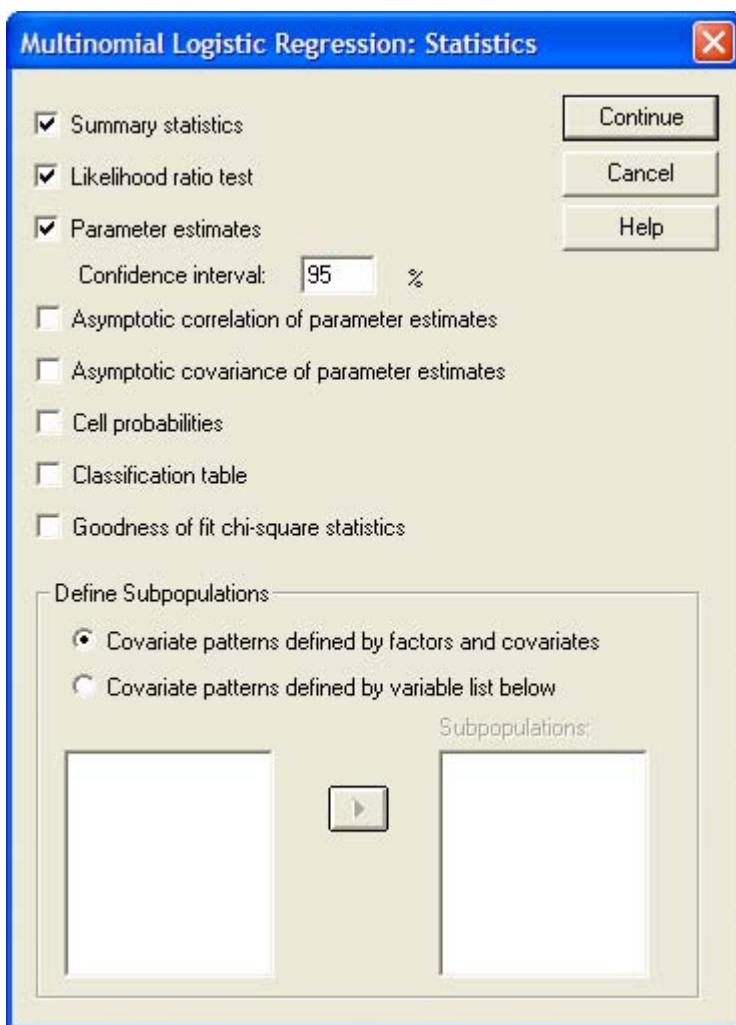 Multinomial Logistic Regression: Statistics
Summary statistics
Continue
Likelihood ratio test
Cancel
Parameter estimates
Help
Confidence interval: 95 %
Asymptotic correlation of parameter estimates
Asymptotic covariance of parameter estimates
Cell probabilities
Classification table
Goodness of fit chi-square statistics
Define Subpopulations
Covariate patterns defined by factors and covariates
Covariate patterns defined by variable list below
Subpopulations: